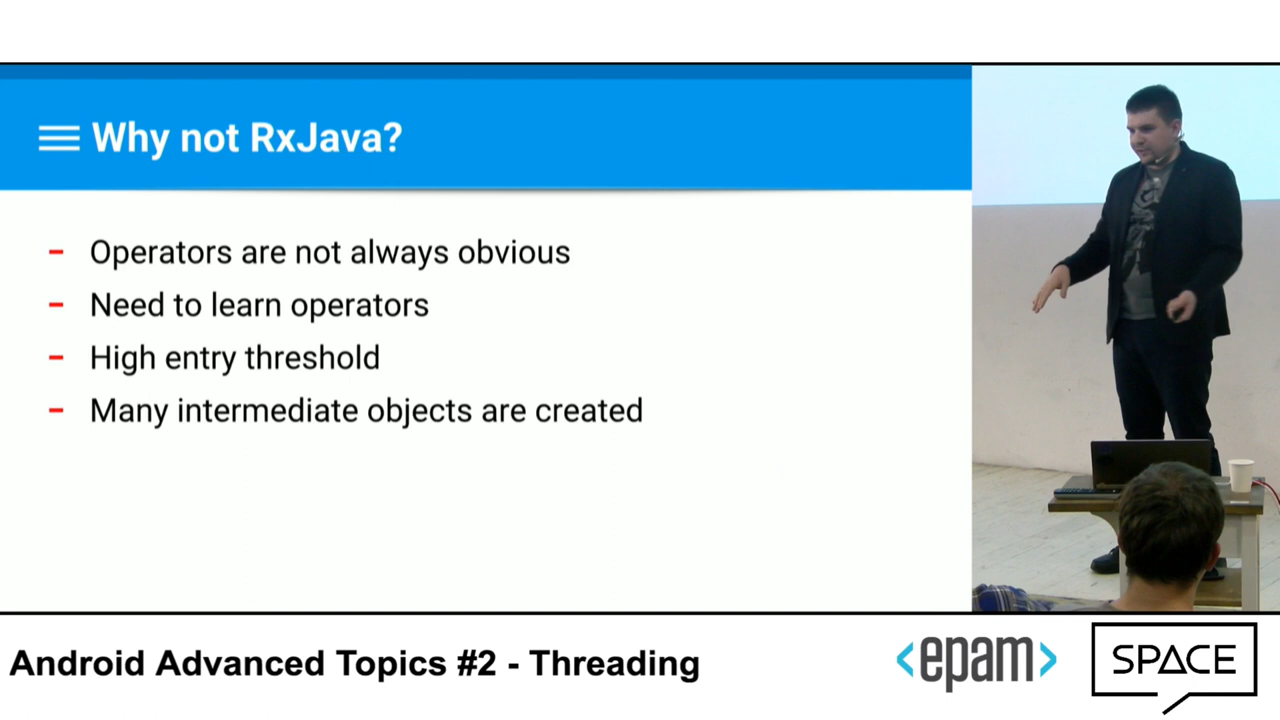 Why not RxJava?
- Operators are not always obvious
- Need to learn operators
- High entry threshold
- Many intermediate objects are created
Android Advanced Topics #2 - Threading
<epam>
SPACE